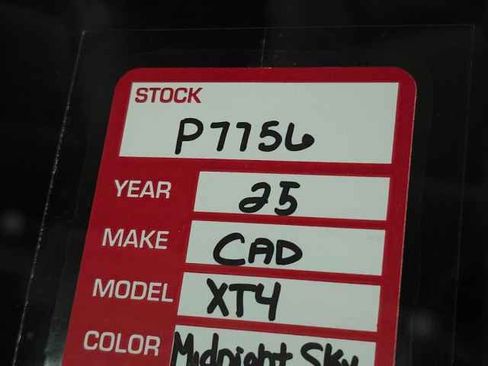 STOCK
P7756
YEAR 25
MAKE CAD
MODEL XT4
COLOR Midnight Sky